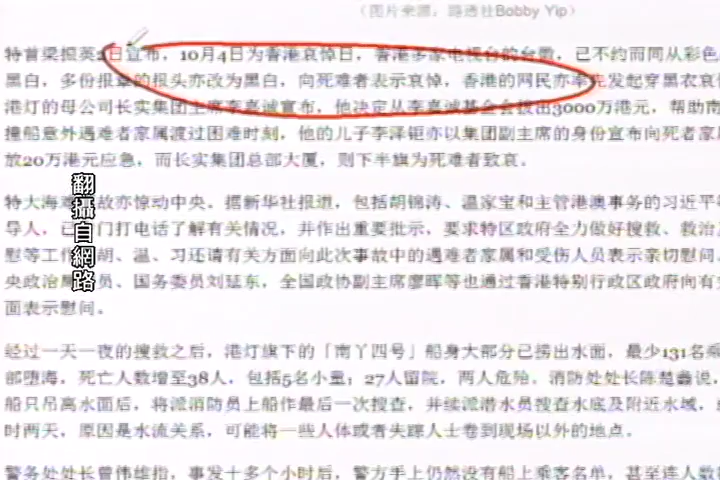 (图片来源：路透社Bobby Yip)
特首梁振英2日宣布，10月4日为香港哀悼日，香港多家电视台的台徽，已不约而同从彩色
黑白，多份报章的报头亦改为黑白，向死难者表示哀悼，香港的网民亦率先发起穿黑衣哀悼
港灯的母公司长实集团主席李嘉诚宣布，他决定从李嘉诚基金会拨出3000万港元，帮助南
撞船意外遇难者家属渡过困难时刻，他的儿子李泽钜亦以集团副主席的身份宣布向死者家属
放20万港元应急，而长实集团总部大厦，则下半旗为死难者致哀。
特大海难 故亦惊动中央。据新华社报道，包括胡锦涛、温家宝和主管港澳事务的习近平等
导人，已 门打电话了解有关情况，并作出重要批示，要求特区政府全力做好搜救、救治及
慰等工作 胡、温、习还请有关方面向此次事故中的遇难者家属和受伤人员表示亲切慰问、
央政治局 员、国务委员刘延东，全国政协副主席廖晖等也通过香港特别行政区政府向有
面表示慰问。
经过一天一夜的搜救之后，港灯旗下的「南丫四号」船身大部分已捞出水面，最少131名乘
部堕海，死亡人数增至38人，包括5名小童；27人留院，两人危殆。消防处处长陈楚鑫说，
船只吊离水面后，将派消防员上船作最后一次搜查，并续派潜水员搜查水底及附近水域，
时两天，原因是水流关系，可能将一些人体或者失踪人士卷到现场以外的地点。
警务处处长曾伟雄指，事发十多个小时后，警方手上仍然没有船上乘客名单，甚至连人数
翻攝自網路